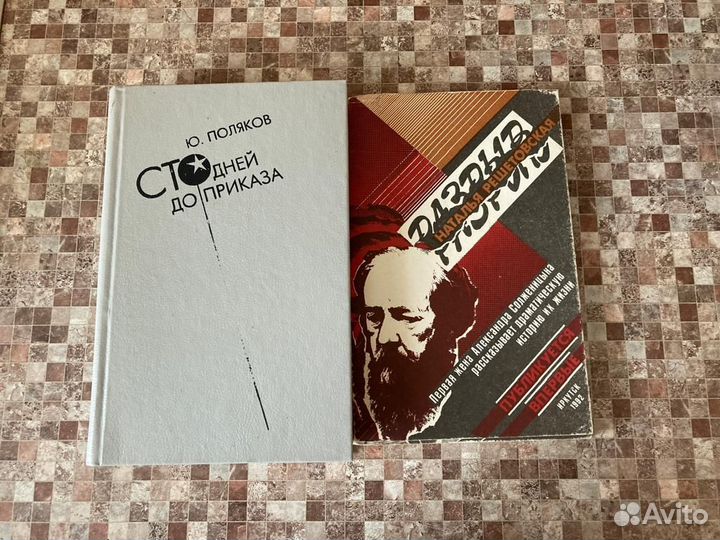 Ю. ПОЛЯКОВ
СТО ДНЕЙ
ДО ПРИКАЗА
РАЗРЫВ
НАТАЛЬЯ РЕШЕТОВСКАЯ
Первая жена Александра Солженицына
рассказывает драматическую
историю их жизни
ПУБЛИКУЕТСЯ
ВПЕРВЫЕ
ИРКУТСК
1992
Avito